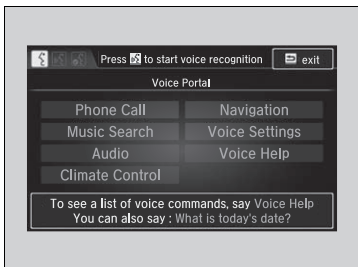 Press to start voice recognition exit
Voice Portal
Phone Call Navigation
Music Search Voice Settings
Audio Voice Help
Climate Control
To see a list of voice commands, say Voice Help
You can also say : What is today's date?